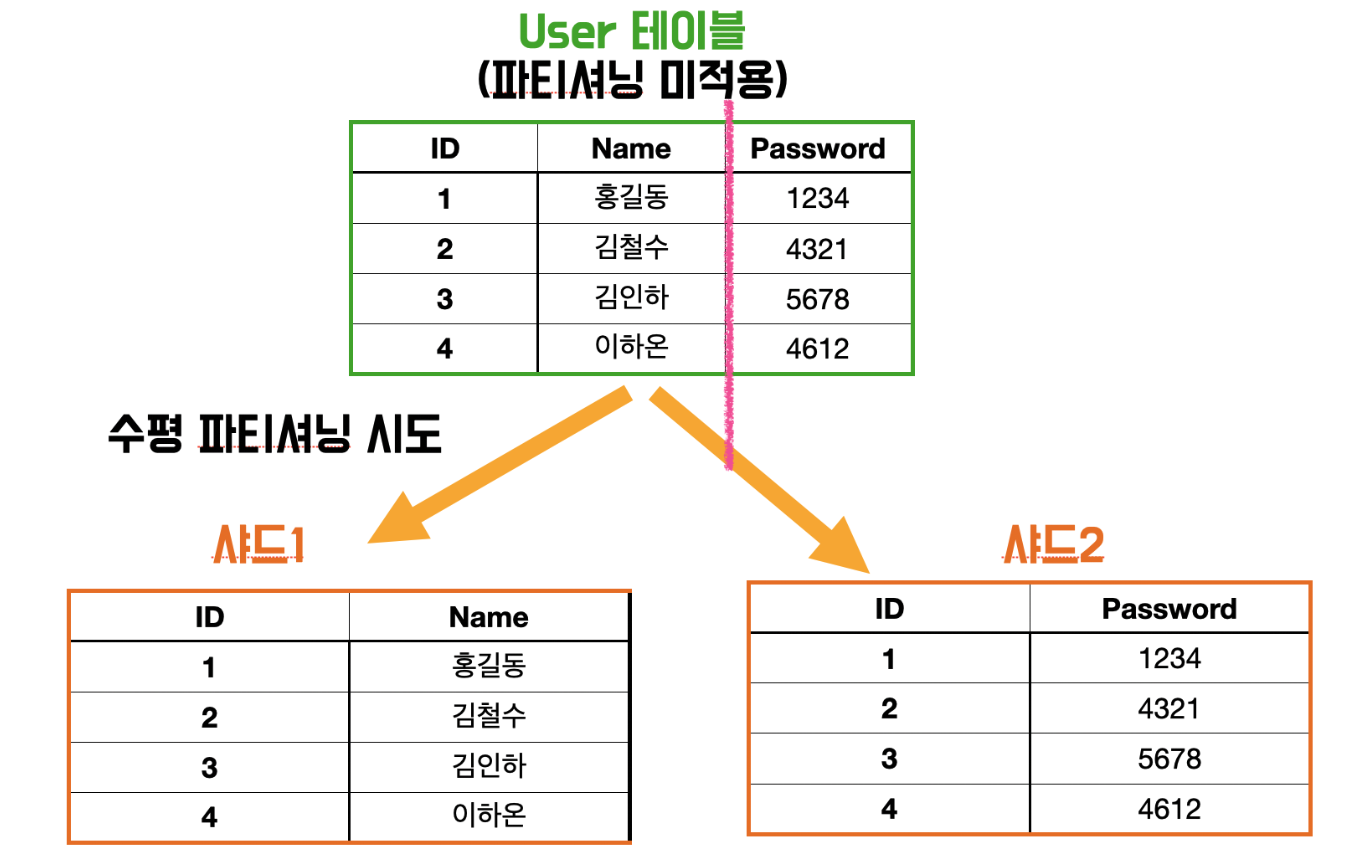 User 테이블
(파티셔닝 미적용)
ID Name Password
1 홍길동 1234
2 김철수 4321
3 김인하 5678
4 이하온 4612
수평 파티셔닝 시도
샤드1
ID Name
1 홍길동
2 김철수
3 김인하
4 이하온
샤드2
ID Password
1 1234
2 4321
3 5678
4 4612